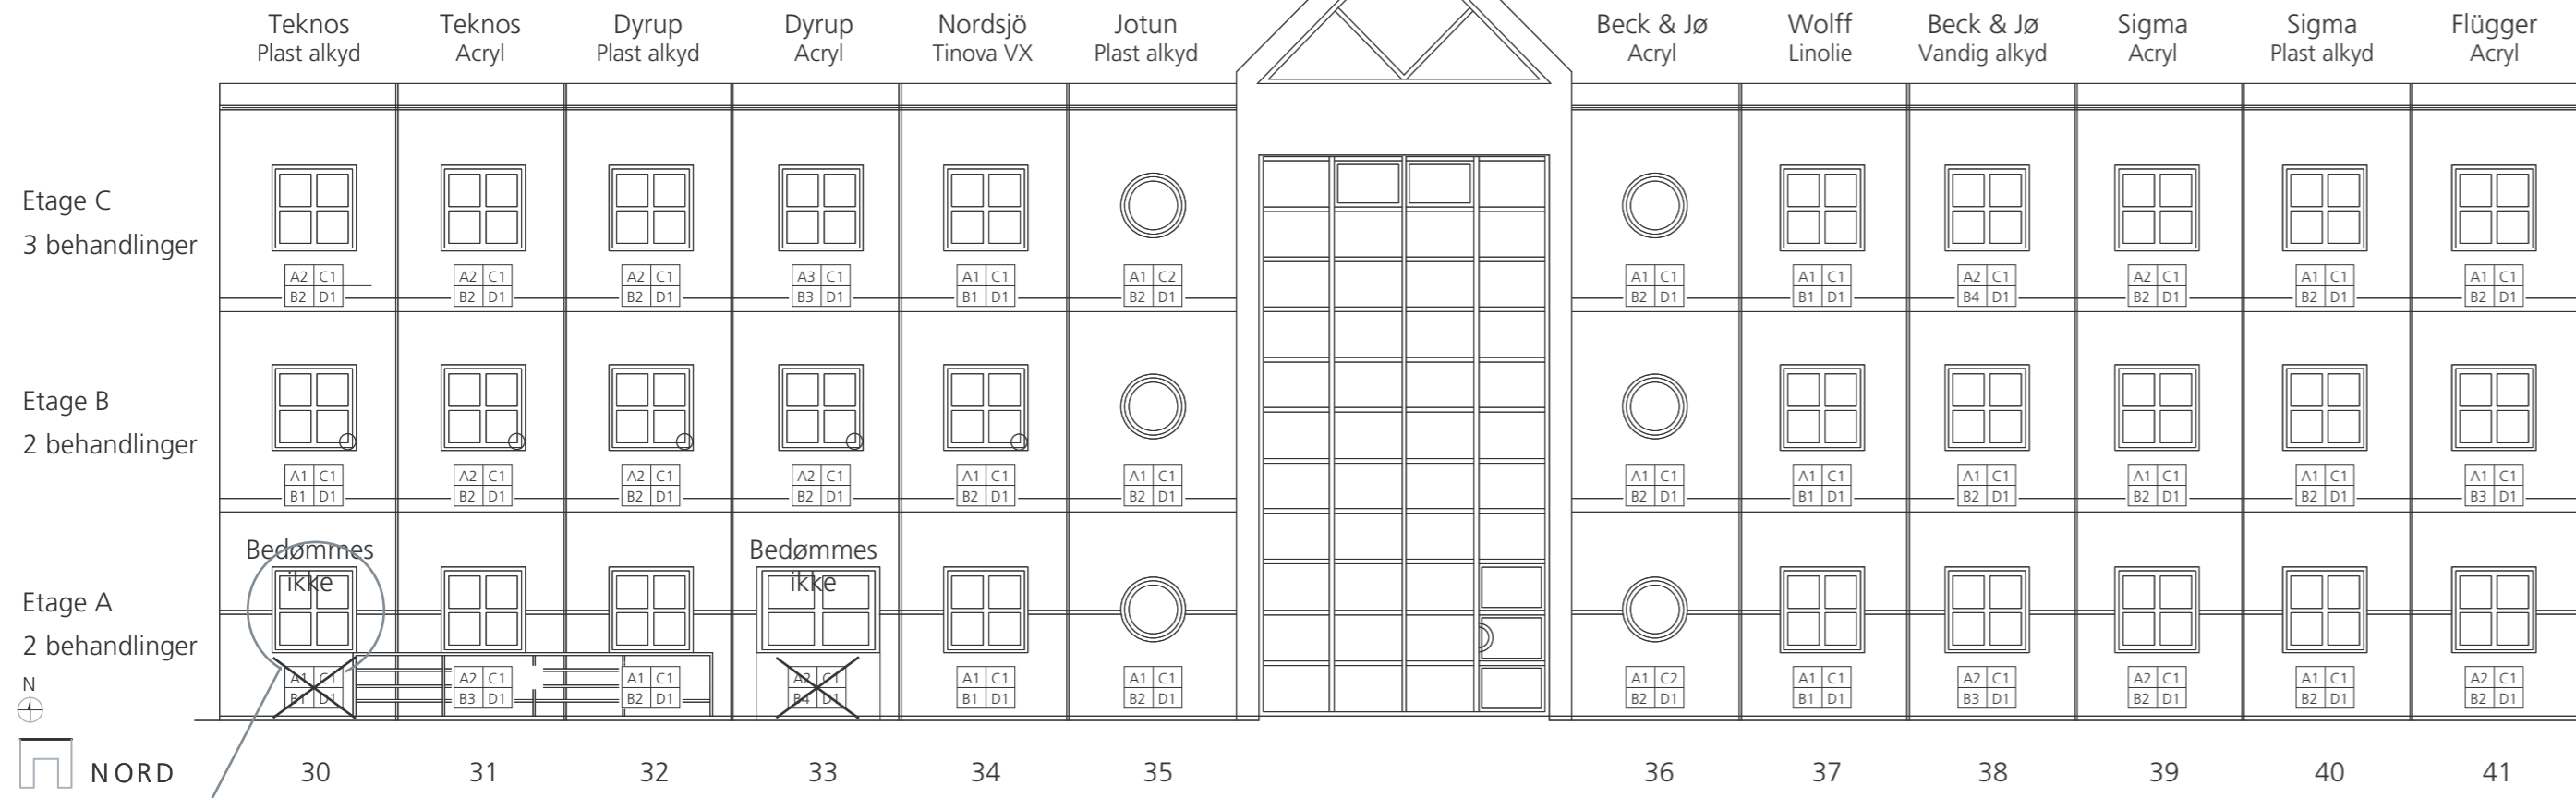 Teknos Teknos Dyrup Dyrup Nordsjö Jotun Beck & Jø Wolff Beck & Jø Sigma Sigma Flügger
Plast alkyd Acryl Plast alkyd Acryl Tinova VX Plast alkyd Acryl Linolie Vandig alkyd Acryl Plast alkyd Acryl
Etage C
3 behandlinger
A2 C1 A2 C1 A2 C1 A3 C1 A1 C1 A1 C2 A1 C1 A1 C1 A2 C1 A2 C1 A1 C1 A1 C1
B2 D1 B2 D1 B2 D1 B3 D1 B1 D1 B2 D1 B2 D1 B1 D1 B4 D1 B2 D1 B2 D1 B2 D1
Etage B
2 behandlinger
A1 C1 A2 C1 A2 C1 A2 C1 A1 C1 A1 C1 A1 C1 A1 C1 A1 C1 A1 C1 A1 C1 A1 C1
B1 D1 B2 D1 B2 D1 B2 D1 B2 D1 B2 D1 B2 D1 B1 D1 B2 D1 B2 D1 B2 D1 B3 D1
Bedømmes Bedømmes
ikke ikke
Etage A
2 behandlinger
A1 C1 A2 C1 A1 C1 A2 C1 A1 C1 A1 C1 A1 C2 A1 C1 A2 C1 A2 C1 A1 C1 A2 C1
B1 D1 B3 D1 B2 D1 B4 D1 B1 D1 B2 D1 B2 D1 B1 D1 B3 D1 B2 D1 B2 D1 B2 D1
N
NORD 30 31 32 33 34 35 36 37 38 39 40 41